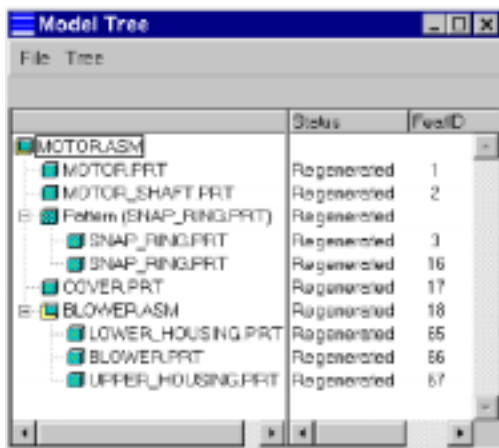 Model Tree
File Tree
Status FeatID
MOTOR.ASM
MOTOR.PRT Regenerated 1
MOTOR_SHAFT.PRT Regenerated 2
Pattern (SNAP_RING.PRT) Regenerated
SNAP_RING.PRT Regenerated 3
SNAP_RING.PRT Regenerated 16
COVER.PRT Regenerated 17
BLOWER.ASM Regenerated 18
LOWER_HOUSING.PRT Regenerated 65
BLOWER.PRT Regenerated 66
UPPER_HOUSING.PRT Regenerated 67